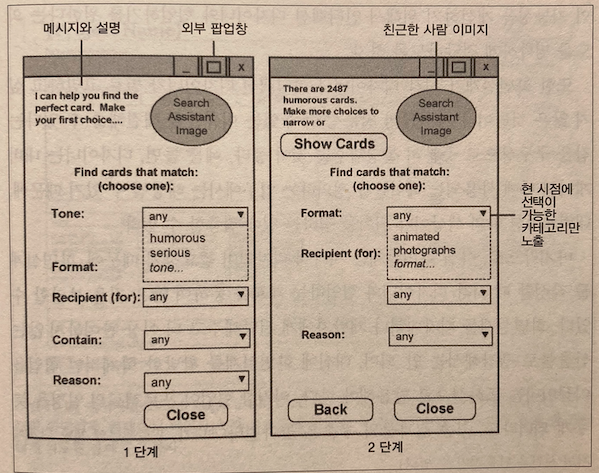 메시지와 설명
외부 팝업창
친근한 사람 이미지
_ x
I can help you find the
perfect card. Make
your first choice....
Search
Assistant
Image
Find cards that match:
(choose one):
Tone:
any
humorous
serious
tone...
Format:
Recipient (for):
any
Contain:
any
Reason:
any
Close
1 단계
_ x
There are 2487
humorous cards.
Make more choices to
narrow or
Show Cards
Search
Assistant
Image
Find cards that match:
(choose one):
Format:
any
animated
photographs
format...
Recipient (for):
any
Reason:
any
Back
Close
2 단계
현 시점에
선택이
가능한
카테고리만
노출